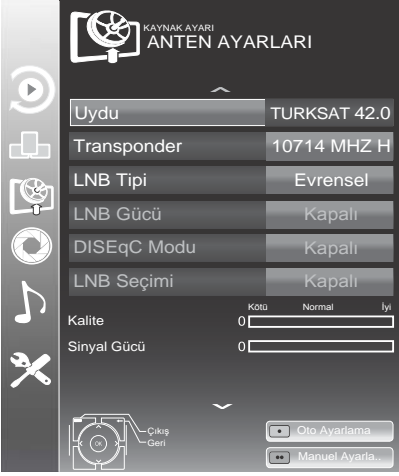 KAYNAK AYARI
ANTEN AYARLARI
Uydu TURKSAT 42.0
Transponder 10714 MHZ H
LNB Tipi Evrensel
LNB Gücü Kapalı
DISEqC Modu Kapalı
LNB Seçimi Kapalı
Kötü Normal İyi
Kalite 0
Sinyal Gücü 0
OK
Çıkış
Geri
Oto Ayarlama
Manuel Ayarla..